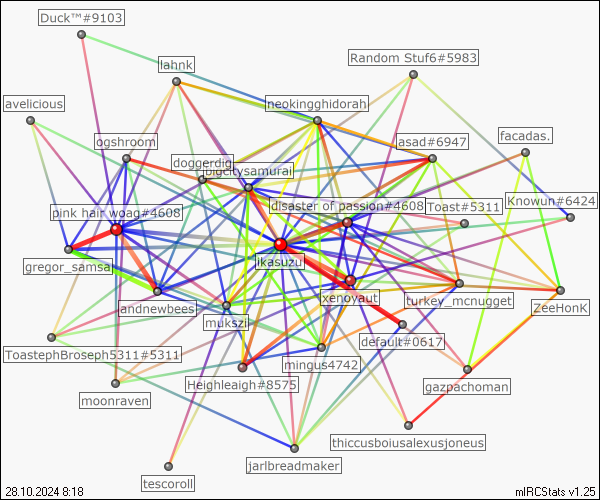 Duck™#9103
lahnk
Random Stuf6#5983
avelicious
neokingghidorah
ogshroom
asad#6947
facadas.
doggerdig
bigcitysamurai
pink hair woag#4608
disaster of passion#4608
Toast#5311
Knowun#6424
gregor_samsa
ikasuzu
andnewbees
mukszi
xenoyaut
turkey_mcnugget
ZeeHonK
ToastephBroseph5311#5311
default#0617
mingus4742
Heighleaigh#8575
gazpachoman
moonraven
thiccusboiusalexusjoneus
jarlbreadmaker
tescoroll
28.10.2024 8:18
mIRCStats v1.25